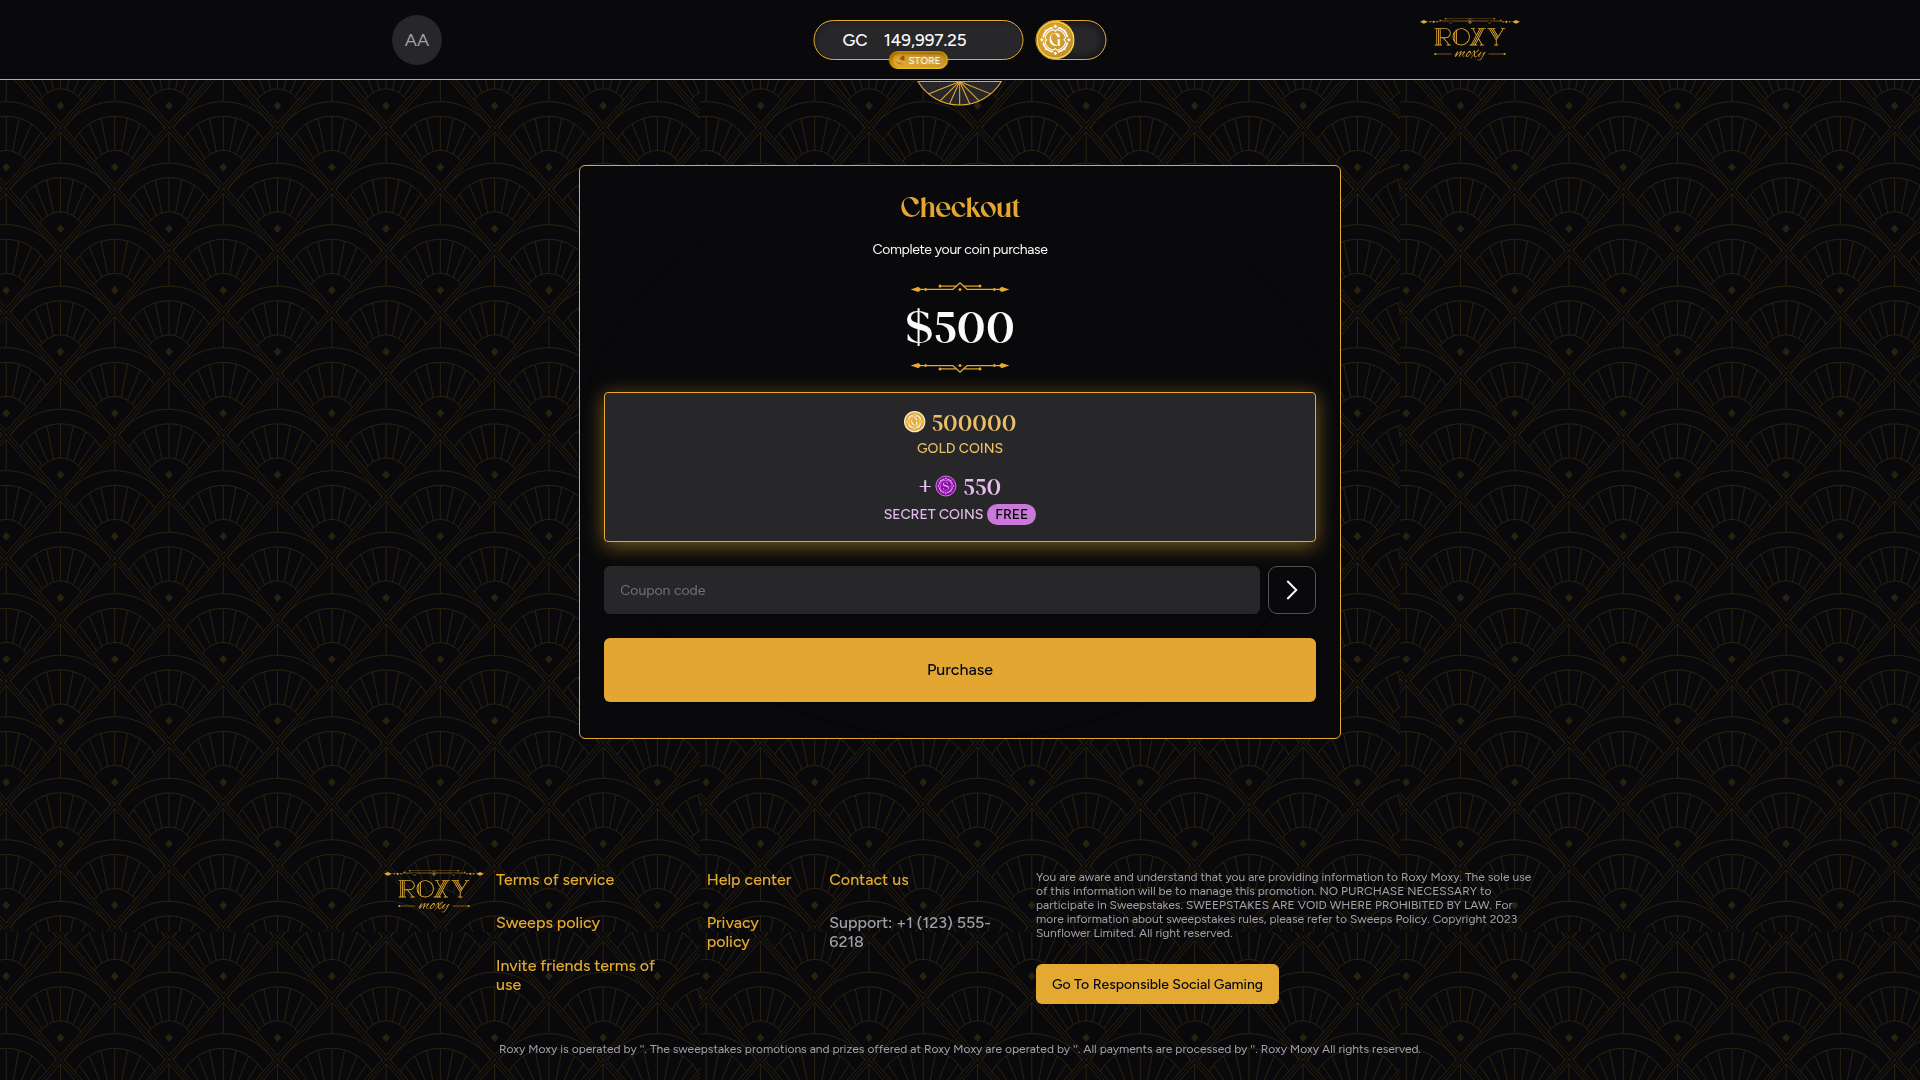 AA
GC 149,997.25
STORE
ROXY
moxy
Checkout
Complete your coin purchase
$500
500000
GOLD COINS
+ S 550
SECRET COINS FREE
Coupon code
Purchase
ROXY
moxy
Terms of service
Sweeps policy
Invite friends terms of
use
Help center
Privacy
policy
Contact us
Support: +1 (123) 555-
6218
You are aware and understand that you are providing information to Roxy Moxy. The sole use
of this information will be to manage this promotion. NO PURCHASE NECESSARY to
participate in Sweepstakes. SWEEPSTAKES ARE VOID WHERE PROHIBITED BY LAW. For
more information about sweepstakes rules, please refer to Sweeps Policy. Copyright 2023
Sunflower Limited. All right reserved.
Go To Responsible Social Gaming
Roxy Moxy is operated by ''. The sweepstakes promotions and prizes offered at Roxy Moxy are operated by ''. All payments are processed by ''. Roxy Moxy All rights reserved.